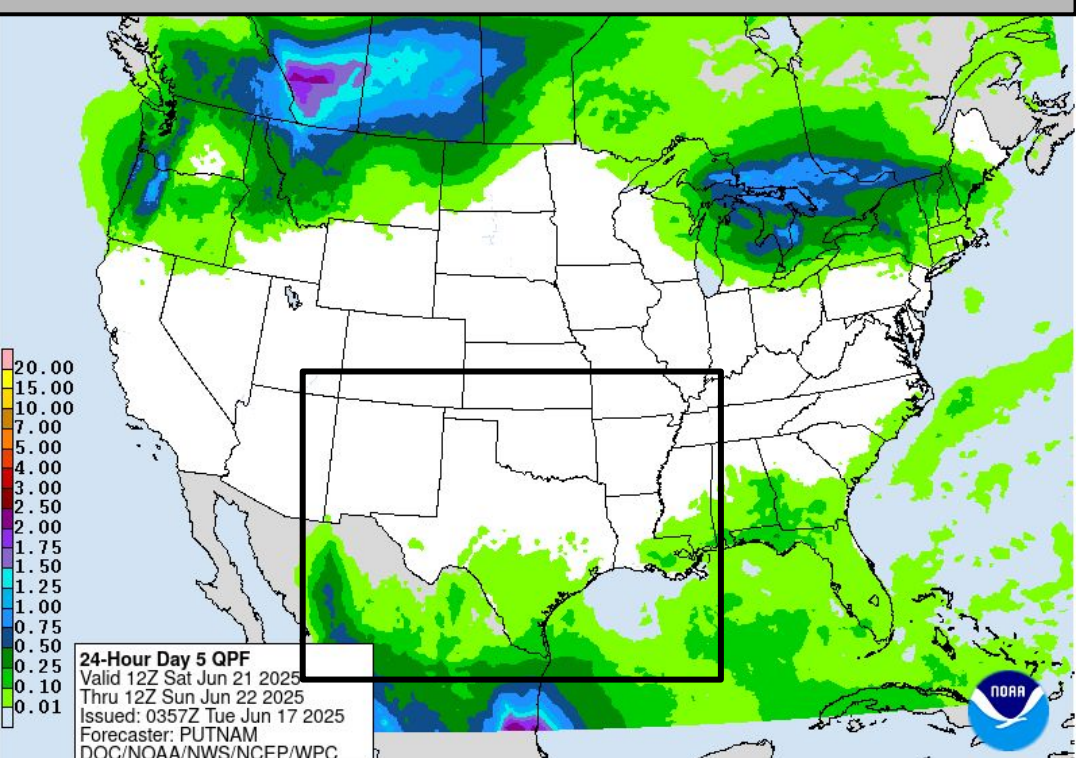 20.00
15.00
10.00
7.00
5.00
4.00
3.00
2.50
2.00
1.75
1.50
1.25
1.00
0.75
0.50
0.25
0.10
0.01
24-Hour Day 5 QPF
Valid 12Z Sat Jun 21 2025
Thru 12Z Sun Jun 22 2025
Issued: 0357Z Tue Jun 17 2025
Forecaster: PUTNAM
DOC/NOAA/NWS/NCEP/WPC
NOAA